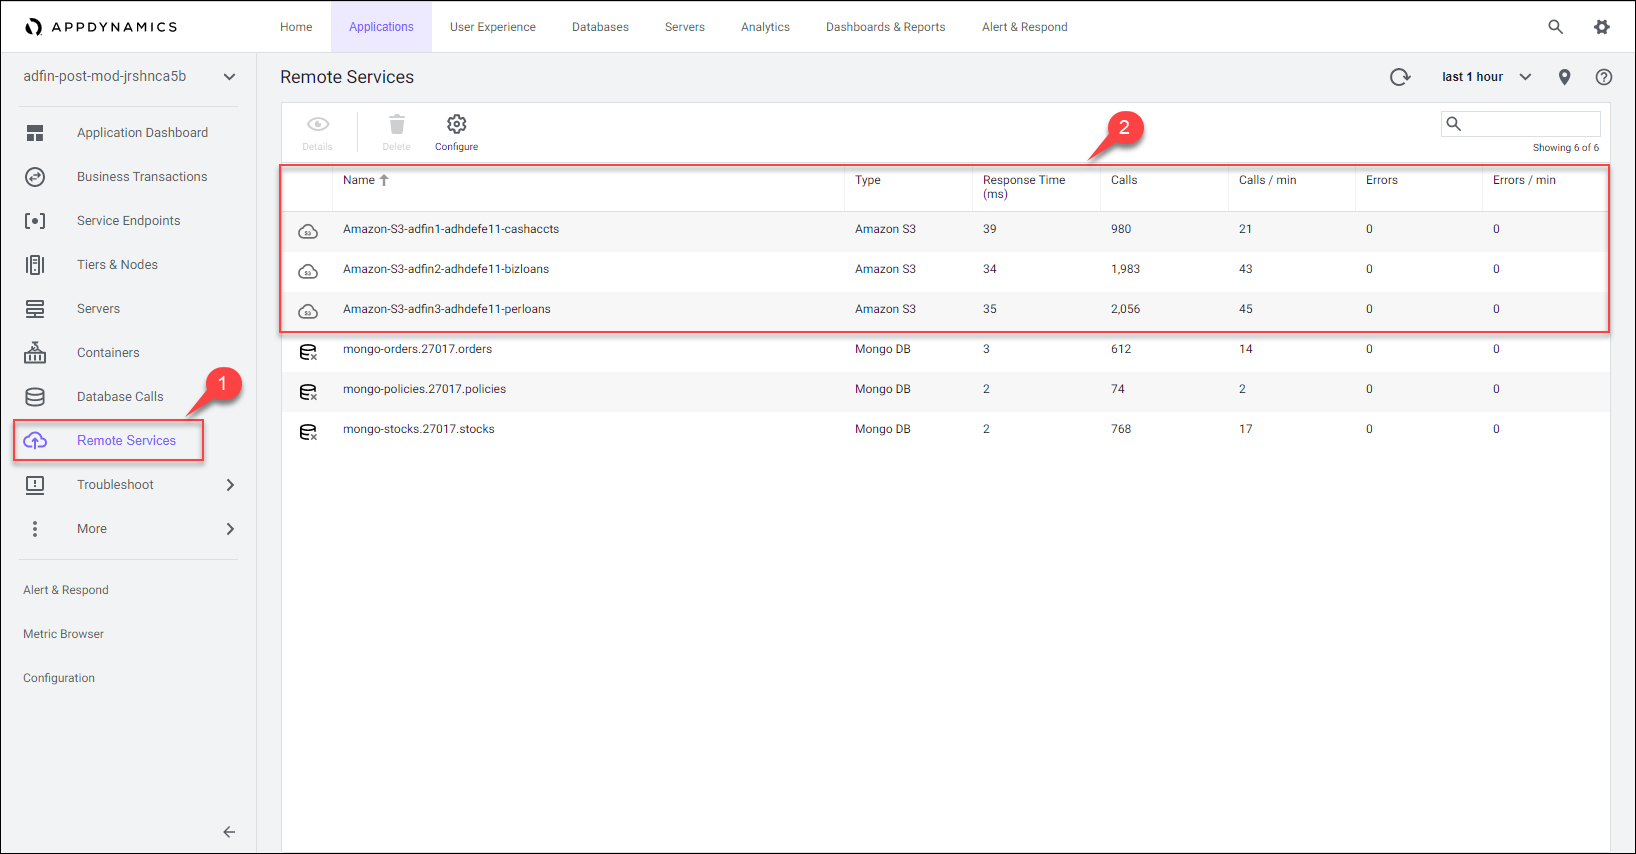 APPDYNAMICS
Home
Applications
User Experience
Databases
Servers
Analytics
Dashboards & Reports
Alert & Respond
adfin-post-mod-jrshnca5b
Application Dashboard
Business Transactions
Service Endpoints
Tiers & Nodes
Servers
Containers
Database Calls
1
Remote Services
Troubleshoot
More
Alert & Respond
Metric Browser
Configuration
Remote Services
last 1 hour
Details
Delete
Configure
2
Showing 6 of 6
Name Type Response Time (ms) Calls Calls / min Errors Errors / min
S3 Amazon-S3-adfin1-adhdefe11-cashaccts Amazon S3 39 980 21 0 0
S3 Amazon-S3-adfin2-adhdefe11-bizloans Amazon S3 34 1,983 43 0 0
S3 Amazon-S3-adfin3-adhdefe11-perloans Amazon S3 35 2,056 45 0 0
mongo-orders.27017.orders Mongo DB 3 612 14 0 0
mongo-policies.27017.policies Mongo DB 2 74 2 0 0
mongo-stocks.27017.stocks Mongo DB 2 768 17 0 0